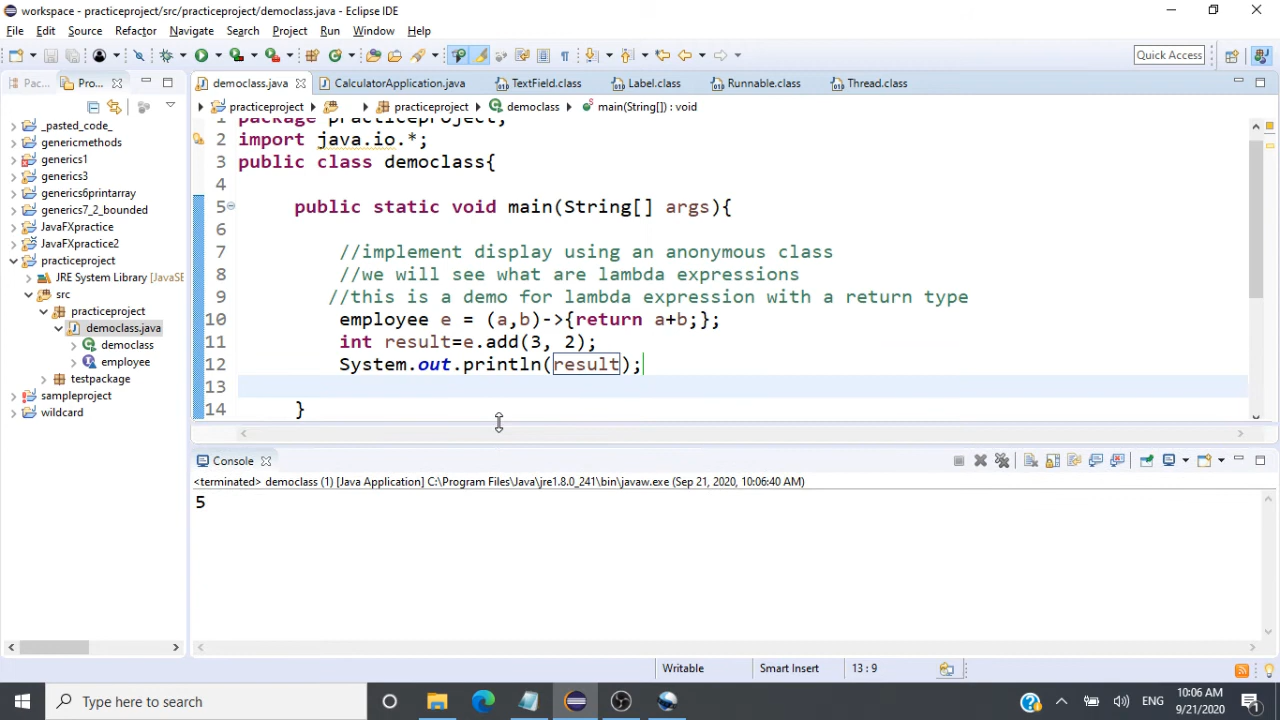 workspace - practiceproject/src/practiceproject/democlass.java - Eclipse IDE
File Edit Source Refactor Navigate Search Project Run Window Help
Quick Access
Pac... Pro... democlass.java CalculatorApplication.java TextField.class Label.class Runnable.class Thread.class
practiceproject practiceproject democlass main(String[]) : void
_pasted_code_
genericmethods
generics1
generics3
generics6printarray
generics7_2_bounded
JavaFXpractice
JavaFXpractice2
practiceproject
JRE System Library [JavaSE
src
practiceproject
democlass.java
democlass
employee
testpackage
sampleproject
wildcard
1 package practiceproject;
2 import java.io.*;
3 public class democlass{
4
5 public static void main(String[] args){
6
7 //implement display using an anonymous class
8 //we will see what are lambda expressions
9 //this is a demo for lambda expression with a return type
10 employee e = (a,b)->{return a+b;};
11 int result=e.add(3, 2);
12 System.out.println(result);
13
14 }
Console
<terminated> democlass (1) [Java Application] C:\Program Files\Java\jre1.8.0_241\bin\javaw.exe (Sep 21, 2020, 10:06:40 AM)
5
Writable Smart Insert 13 : 9
Type here to search
ENG
10:06 AM
9/21/2020
1